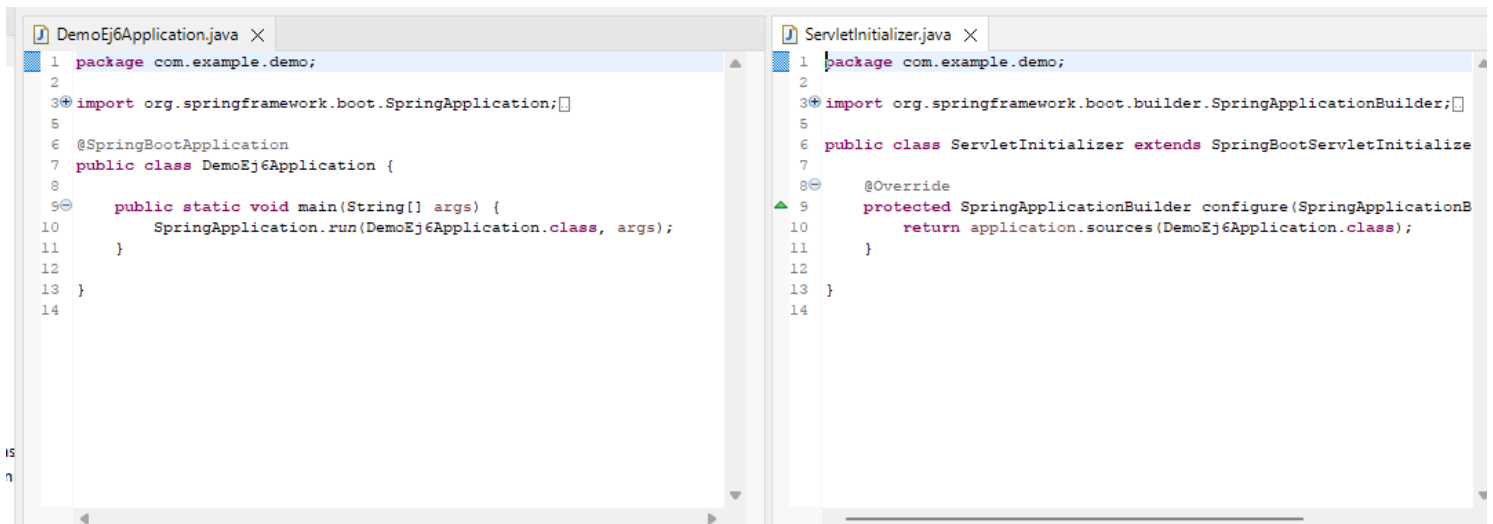 DemoEj6Application.java
1 package com.example.demo;
2
3 import org.springframework.boot.SpringApplication;
5
6 @SpringBootApplication
7 public class DemoEj6Application {
8
9 public static void main(String[] args) {
10 SpringApplication.run(DemoEj6Application.class, args);
11 }
12
13 }
14
ServletInitializer.java
1 package com.example.demo;
2
3 import org.springframework.boot.builder.SpringApplicationBuilder;
5
6 public class ServletInitializer extends SpringBootServletInitialize
7
8 @Override
9 protected SpringApplicationBuilder configure(SpringApplicationB
10 return application.sources(DemoEj6Application.class);
11 }
12
13 }
14